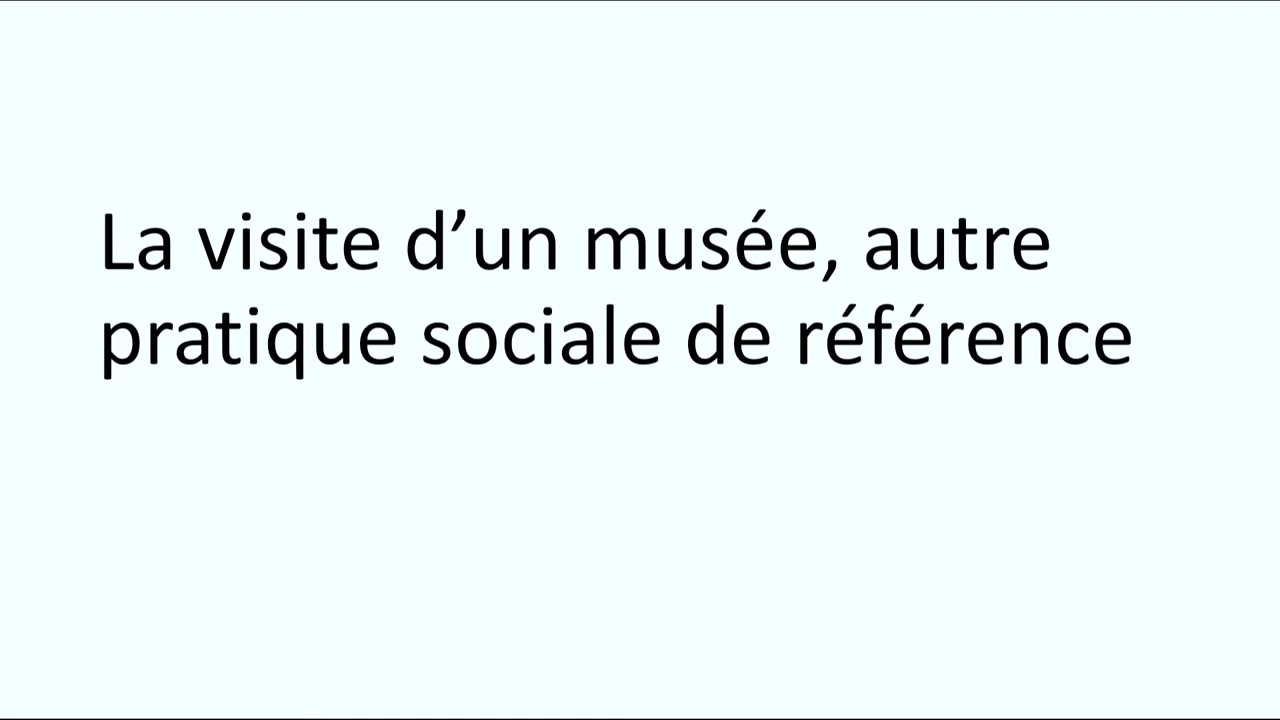 La visite d’un musée, autre
pratique sociale de référence